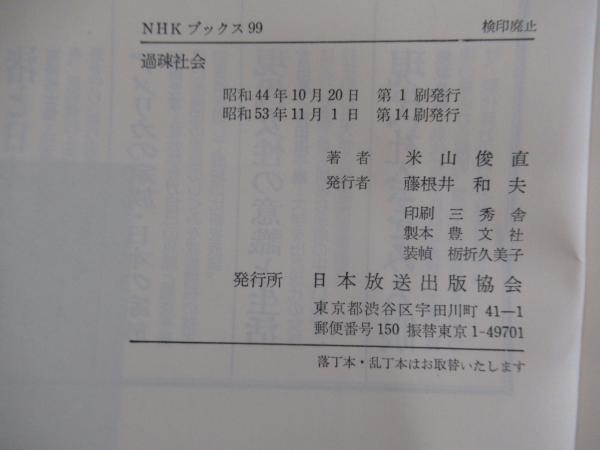 NHKブックス99 検印廃止
過疎社会
昭和44年10月20日 第1刷発行
昭和53年11月1日 第14刷発行
著者 米山俊直
発行者 藤根井和夫
印刷 三秀舎
製本 豊文社
装幀 栃折久美子
発行所 日本放送出版協会
東京都渋谷区宇田川町 41—1
郵便番号150 振替東京 1-49701
落丁本・乱丁本はお取替いたします